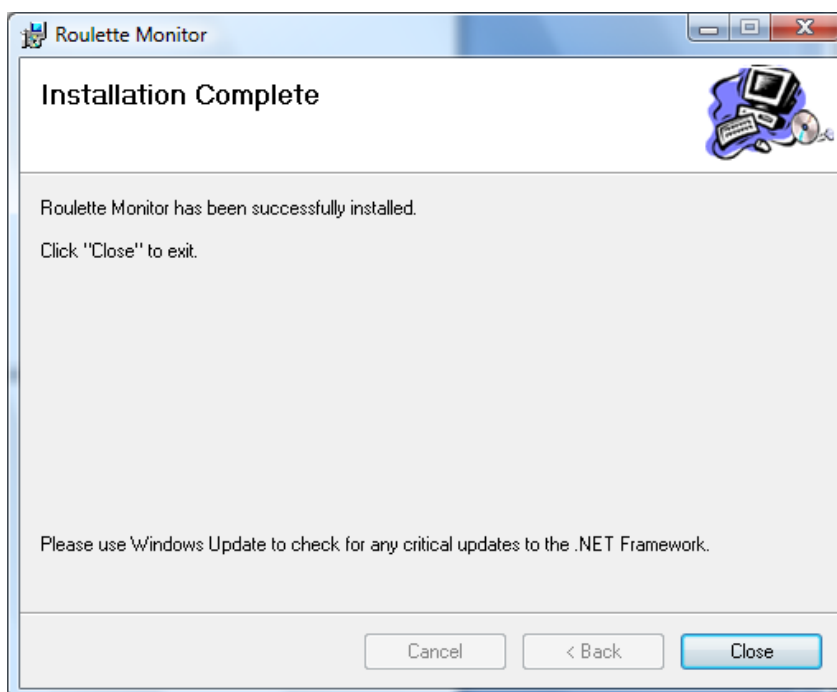 Roulette Monitor
Installation Complete
Roulette Monitor has been successfully installed.
Click "Close" to exit.
Please use Windows Update to check for any critical updates to the .NET Framework.
Cancel
< Back
Close